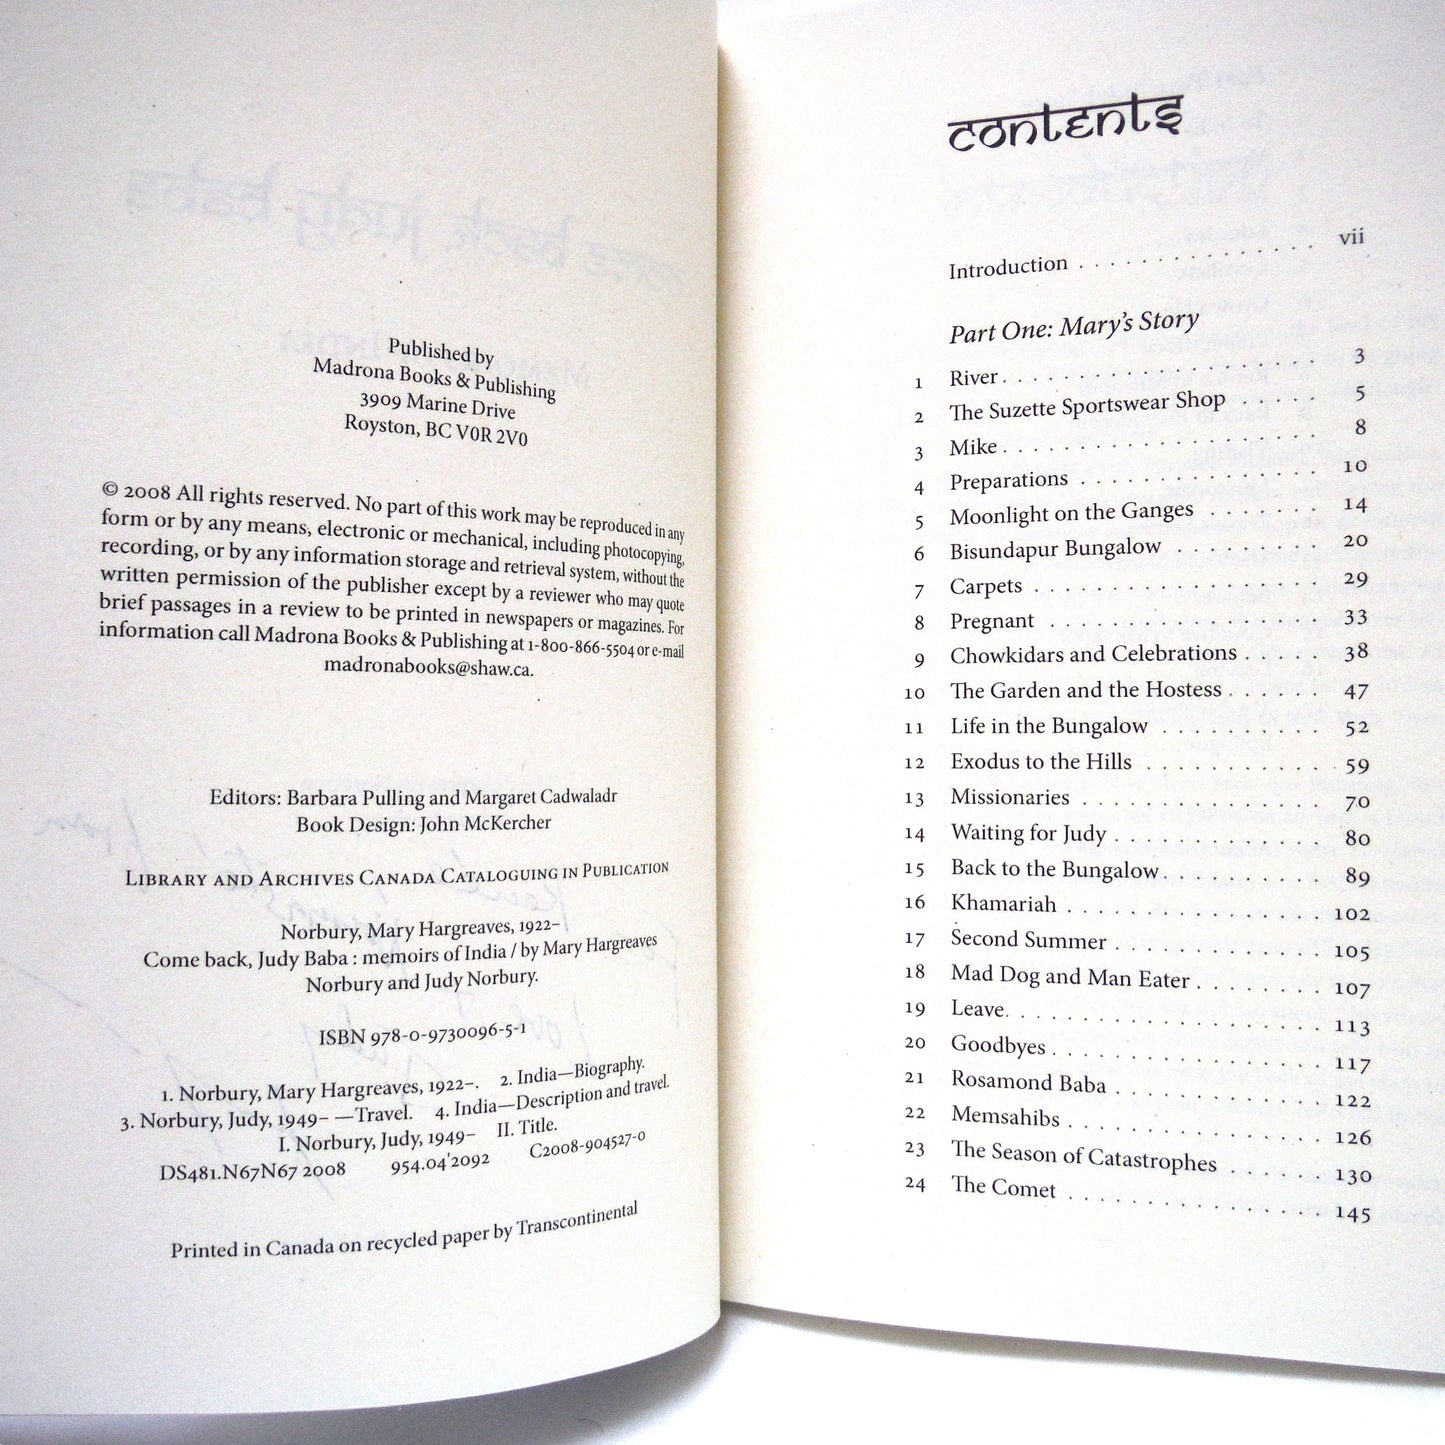 Published by
Madrona Books & Publishing
3909 Marine Drive
Royston, BC V0R 2V0
© 2008 All rights reserved. No part of this work may be reproduced in any
form or by any means, electronic or mechanical, including photocopying,
recording, or by any information storage and retrieval system, without the
written permission of the publisher except by a reviewer who may quote
brief passages in a review to be printed in newspapers or magazines. For
information call Madrona Books & Publishing at 1-800-866-5504 or e-mail
madronabooks@shaw.ca.
Editors: Barbara Pulling and Margaret Cadwaladr
Book Design: John McKercher
Library and Archives Canada Cataloguing in Publication
Norbury, Mary Hargreaves, 1922–
Come back, Judy Baba : memoirs of India / by Mary Hargreaves
Norbury and Judy Norbury.
ISBN 978-0-9730096-5-1
1. Norbury, Mary Hargreaves, 1922–. 2. India—Biography.
3. Norbury, Judy, 1949– —Travel. 4. India—Description and travel.
I. Norbury, Judy, 1949– II. Title.
DS481.N67N67 2008 954.04'2092 C2008-904527-0
Printed in Canada on recycled paper by Transcontinental
contents
Introduction . . . . . . . . . . . . . . . vii
Part One: Mary's Story
1 River . . . . . . . . . . . . . . . . . . . . 3
2 The Suzette Sportswear Shop . . . . . 5
3 Mike . . . . . . . . . . . . . . . . . . . . 8
4 Preparations . . . . . . . . . . . . . . . 10
5 Moonlight on the Ganges . . . . . . . 14
6 Bisundapur Bungalow . . . . . . . . . 20
7 Carpets . . . . . . . . . . . . . . . . . . 29
8 Pregnant . . . . . . . . . . . . . . . . . 33
9 Chowkidars and Celebrations . . . . . 38
10 The Garden and the Hostess . . . . . . 47
11 Life in the Bungalow . . . . . . . . . . 52
12 Exodus to the Hills . . . . . . . . . . . 59
13 Missionaries . . . . . . . . . . . . . . . 70
14 Waiting for Judy . . . . . . . . . . . . . 80
15 Back to the Bungalow . . . . . . . . . . 89
16 Khamariah . . . . . . . . . . . . . . . . 102
17 Second Summer . . . . . . . . . . . . . 105
18 Mad Dog and Man Eater . . . . . . . . 107
19 Leave . . . . . . . . . . . . . . . . . . . 113
20 Goodbyes . . . . . . . . . . . . . . . . . 117
21 Rosamond Baba . . . . . . . . . . . . . 122
22 Memsahibs . . . . . . . . . . . . . . . . 126
23 The Season of Catastrophes . . . . . . 130
24 The Comet . . . . . . . . . . . . . . . . 145